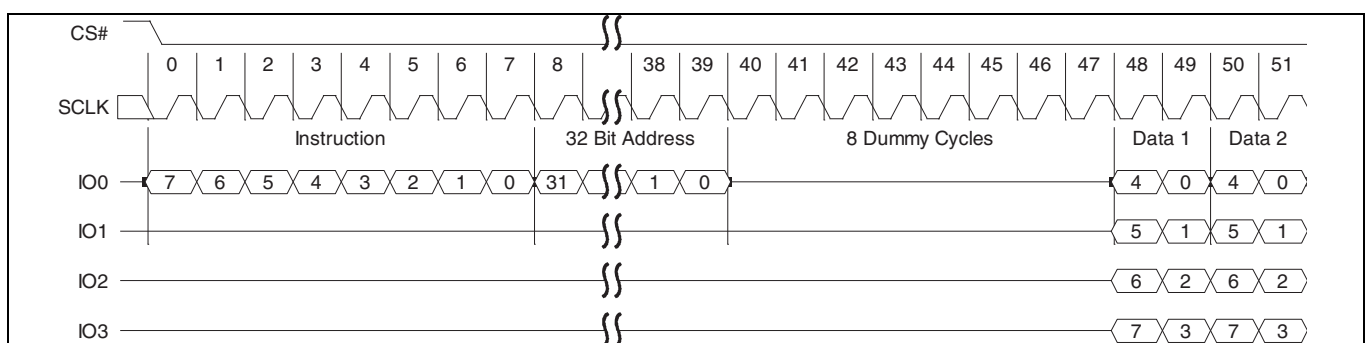 CS#
0 1 2 3 4 5 6 7 8 38 39 40 41 42 43 44 45 46 47 48 49 50 51
SCLK
Instruction 32 Bit Address 8 Dummy Cycles Data 1 Data 2
IO0 7 6 5 4 3 2 1 0 31 1 0 4 0 4 0
IO1 5 1 5 1
IO2 6 2 6 2
IO3 7 3 7 3